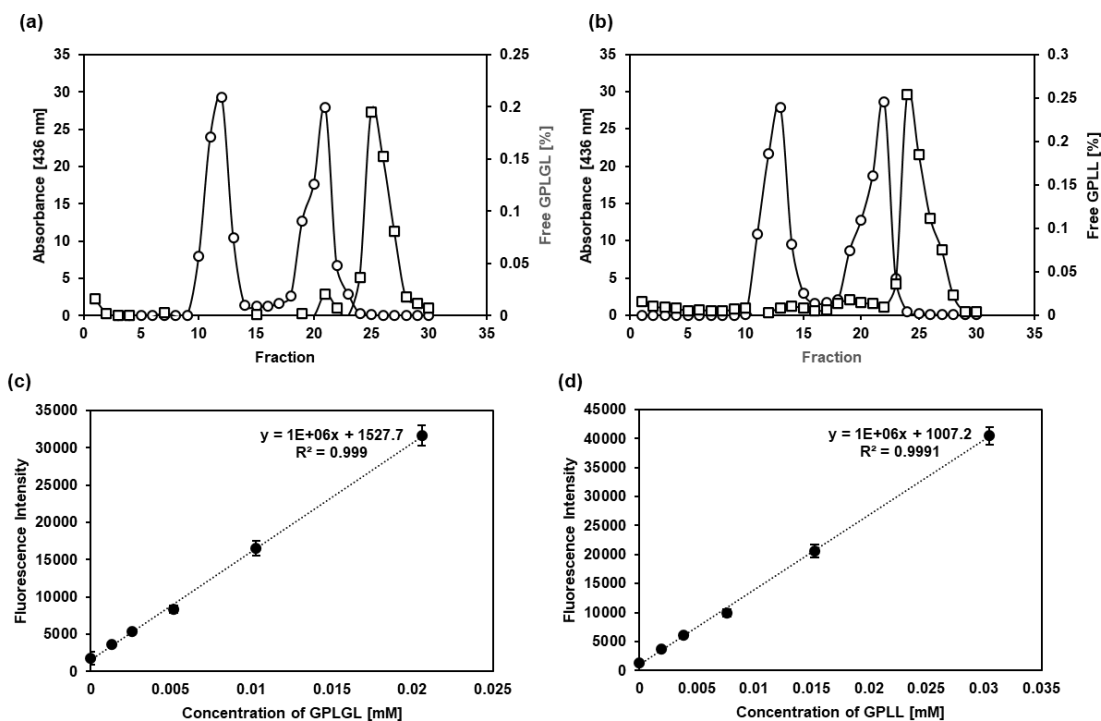 (a)
35
30
25
20
15
10
5
0
0.25
0.2
0.15
0.1
0.05
0
0 5 10 15 20 25 30 35
Absorbance [436 nm]
Free GPLGL [%]
Fraction
(b)
35
30
25
20
15
10
5
0
0.3
0.25
0.2
0.15
0.1
0.05
0
0 5 10 15 20 25 30 35
Absorbance [436 nm]
Free GPLL [%]
Fraction
(c)
35000
30000
25000
20000
15000
10000
5000
0
y = 1E+06x + 1527.7
R² = 0.999
0 0.005 0.01 0.015 0.02 0.025
Fluorescence Intensity
Concentration of GPLGL [mM]
(d)
45000
40000
35000
30000
25000
20000
15000
10000
5000
0
y = 1E+06x + 1007.2
R² = 0.9991
0 0.005 0.01 0.015 0.02 0.025 0.03 0.035
Fluorescence Intensity
Concentration of GPLL [mM]